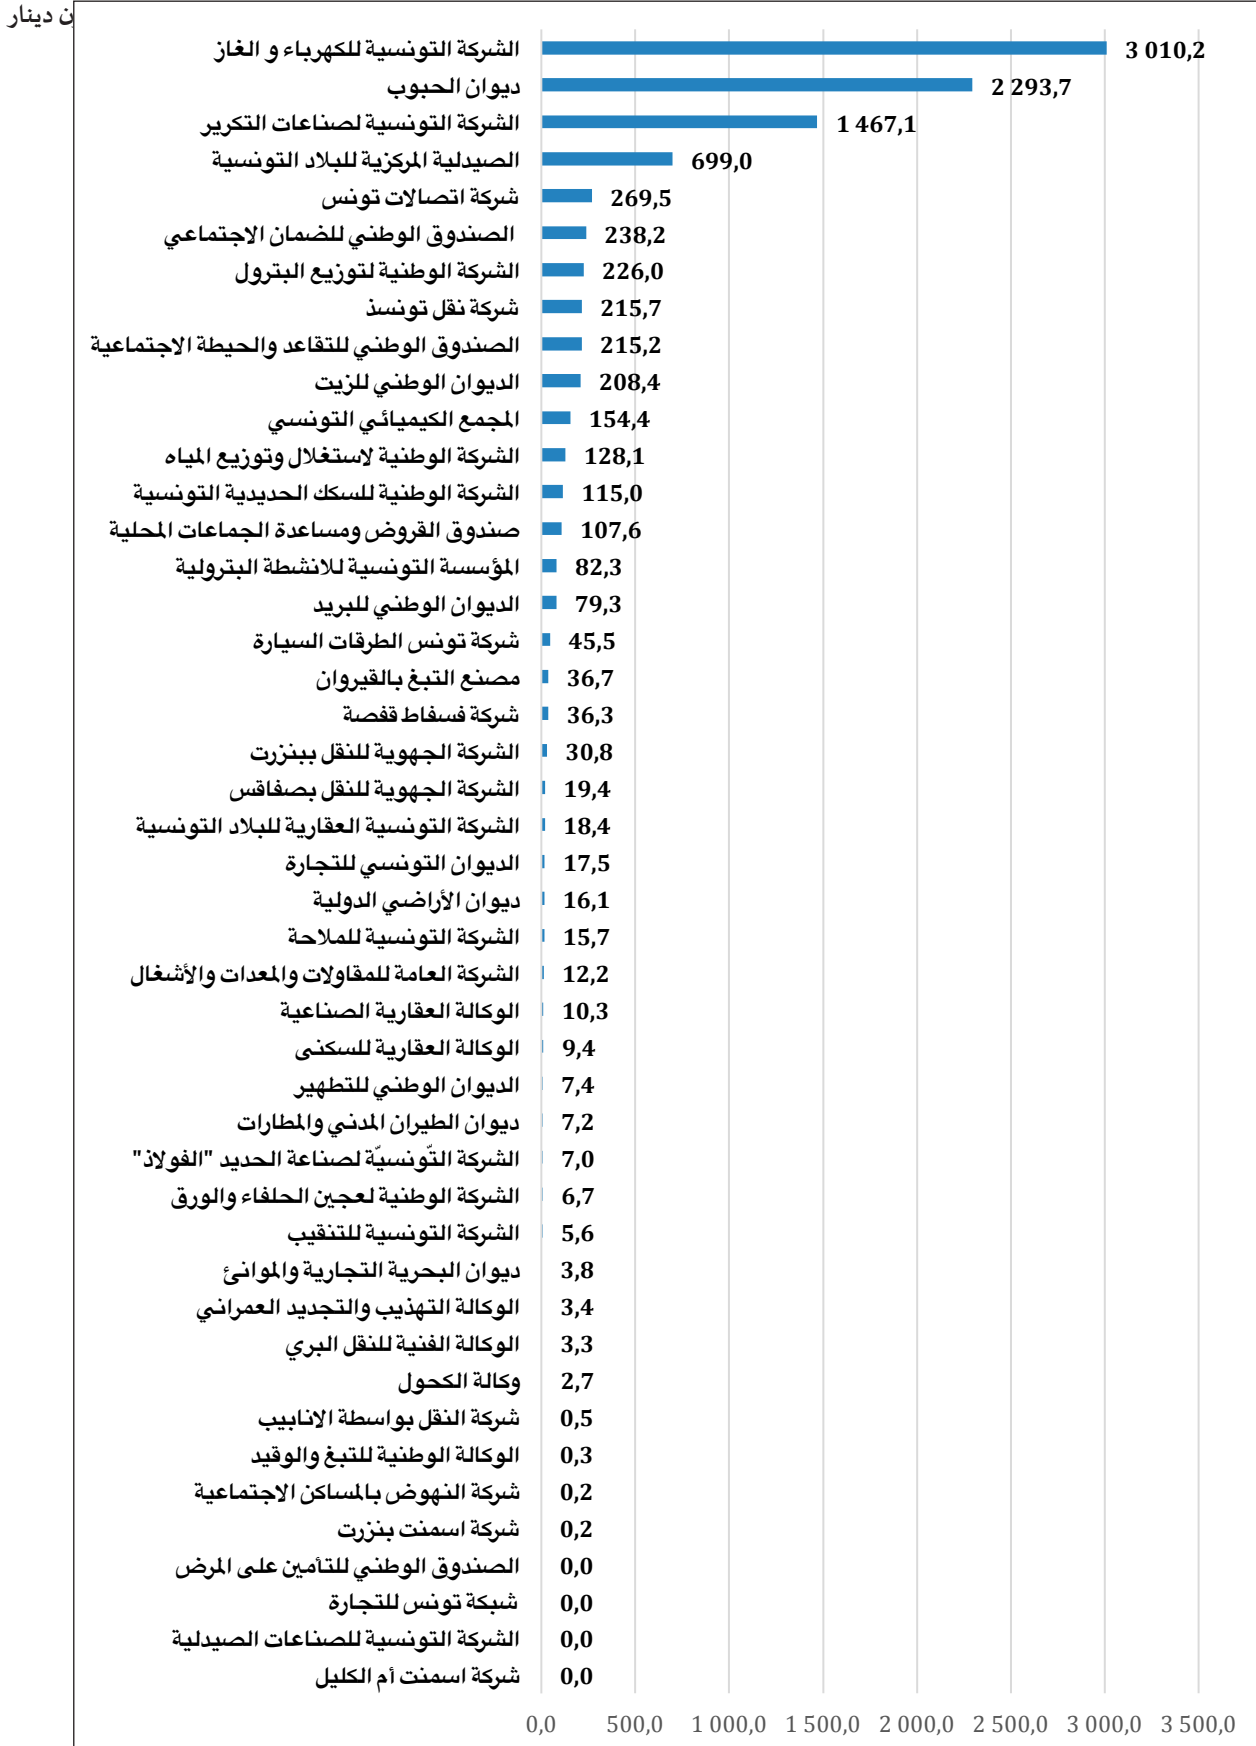 ن دينار
الشركة التونسية للكهرباء و الغاز 3 010,2
ديوان الحبوب 2 293,7
الشركة التونسية لصناعات التكرير 1 467,1
الصيدلية المركزية للبلاد التونسية 699,0
شركة اتصالات تونس 269,5
الصندوق الوطني للضمان الاجتماعي 238,2
الشركة الوطنية لتوزيع البترول 226,0
شركة نقل تونسذ 215,7
الصندوق الوطني للتقاعد والحيطة الاجتماعية 215,2
الديوان الوطني للزيت 208,4
المجمع الكيميائي التونسي 154,4
الشركة الوطنية لاستغلال وتوزيع المياه 128,1
الشركة الوطنية للسكك الحديدية التونسية 115,0
صندوق القروض ومساعدة الجماعات المحلية 107,6
المؤسسة التونسية للانشطة البترولية 82,3
الديوان الوطني للبريد 79,3
شركة تونس الطرقات السيارة 45,5
مصنع التبغ بالقيروان 36,7
شركة فسفاط قفصة 36,3
الشركة الجهوية للنقل ببنزرت 30,8
الشركة الجهوية للنقل بصفاقس 19,4
الشركة التونسية العقارية للبلاد التونسية 18,4
الديوان التونسي للتجارة 17,5
ديوان الأراضي الدولية 16,1
الشركة التونسية للملاحة 15,7
الشركة العامة للمقاولات والمعدات والأشغال 12,2
الوكالة العقارية الصناعية 10,3
الوكالة العقارية للسكنى 9,4
الديوان الوطني للتطهير 7,4
ديوان الطيران المدني والمطارات 7,2
الشركة التّونسيّة لصناعة الحديد "الفولاذ" 7,0
الشركة الوطنية لعجين الحلفاء والورق 6,7
الشركة التونسية للتنقيب 5,6
ديوان البحرية التجارية والموانئ 3,8
الوكالة التهذيب والتجديد العمراني 3,4
الوكالة الفنية للنقل البري 3,3
وكالة الكحول 2,7
شركة النقل بواسطة الانابيب 0,5
الوكالة الوطنية للتبغ والوقيد 0,3
شركة النهوض بالمساكن الاجتماعية 0,2
شركة اسمنت بنزرت 0,2
الصندوق الوطني للتأمين على المرض 0,0
شبكة تونس للتجارة 0,0
الشركة التونسية للصناعات الصيدلية 0,0
شركة اسمنت أم الكليل 0,0
0,0 500,0 1 000,0 1 500,0 2 000,0 2 500,0 3 000,0 3 500,0